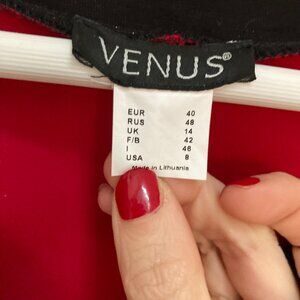 VENUS®
EUR 40
RUS 48
UK 14
F/B 42
I 46
USA 8
Made in Lithuania